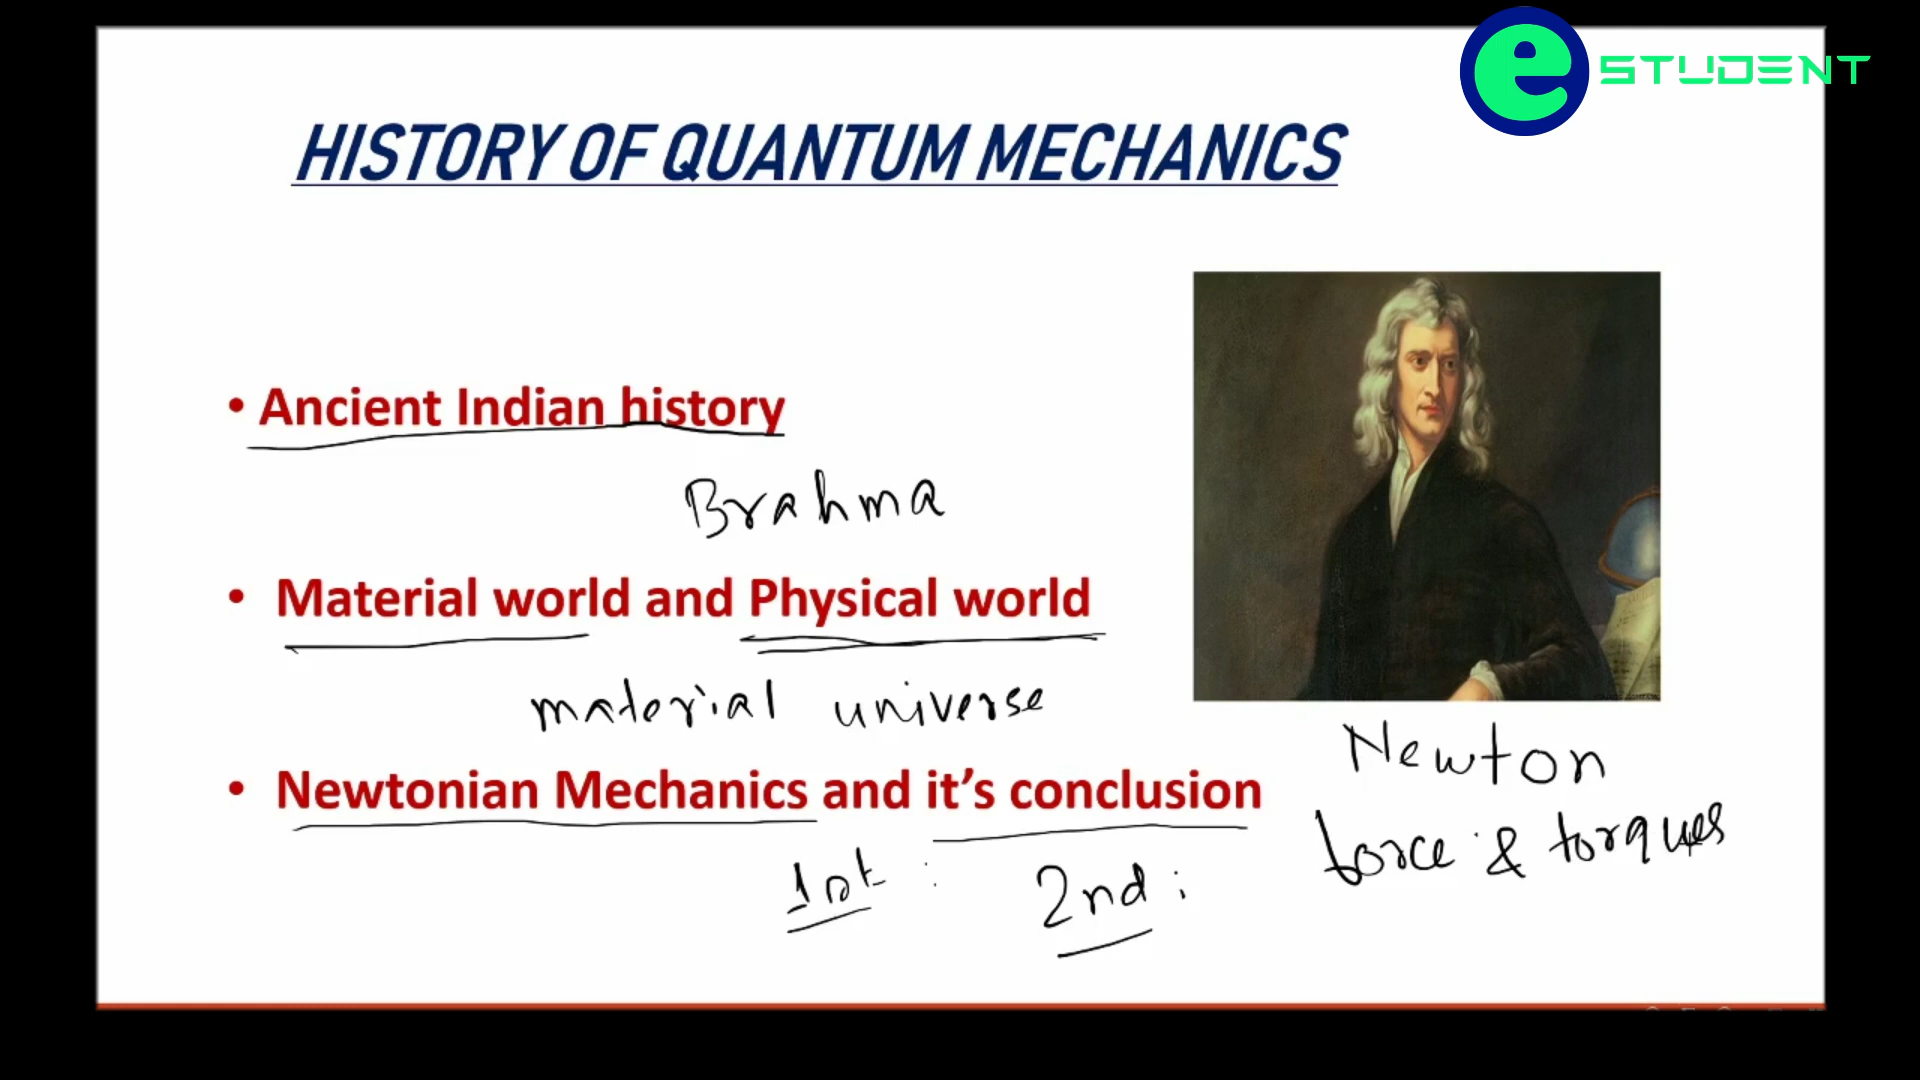 e STUDENT
HISTORY OF QUANTUM MECHANICS
• Ancient Indian history
Brahma
• Material world and Physical world
material universe
Newton
• Newtonian Mechanics and it's conclusion
force & torques
1st : 2nd :